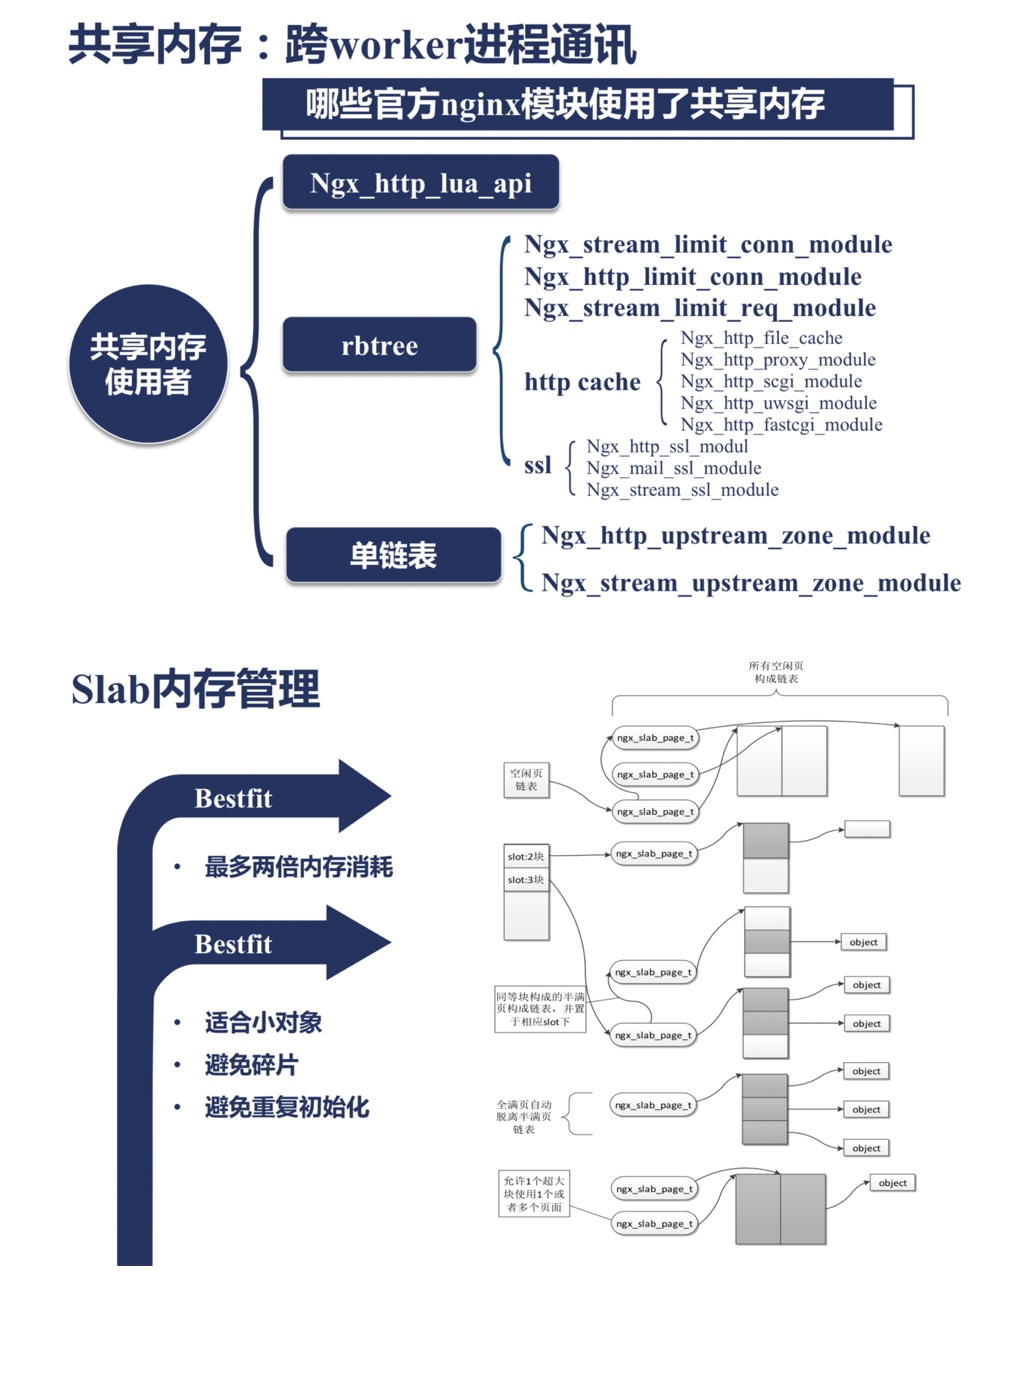 共享内存：跨worker进程通讯
哪些官方nginx模块使用了共享内存
Ngx_http_lua_api
共享内存
使用者
rbtree
Ngx_stream_limit_conn_module
Ngx_http_limit_conn_module
Ngx_stream_limit_req_module
http cache
Ngx_http_file_cache
Ngx_http_proxy_module
Ngx_http_scgi_module
Ngx_http_uwsgi_module
Ngx_http_fastcgi_module
ssl
Ngx_http_ssl_modul
Ngx_mail_ssl_module
Ngx_stream_ssl_module
单链表
Ngx_http_upstream_zone_module
Ngx_stream_upstream_zone_module
Slab内存管理
Bestfit
• 最多两倍内存消耗
Bestfit
• 适合小对象
• 避免碎片
• 避免重复初始化
所有空闲页
构成链表
ngx_slab_page_t
ngx_slab_page_t
空闲页
链表
ngx_slab_page_t
slot:2块
slot:3块
ngx_slab_page_t
ngx_slab_page_t
object
同等块构成的半满
页构成链表，并置
于相应slot下
ngx_slab_page_t
object
object
全满页自动
脱离半满页
链表
ngx_slab_page_t
object
object
object
允许1个超大
块使用1个或
者多个页面
ngx_slab_page_t
ngx_slab_page_t
object